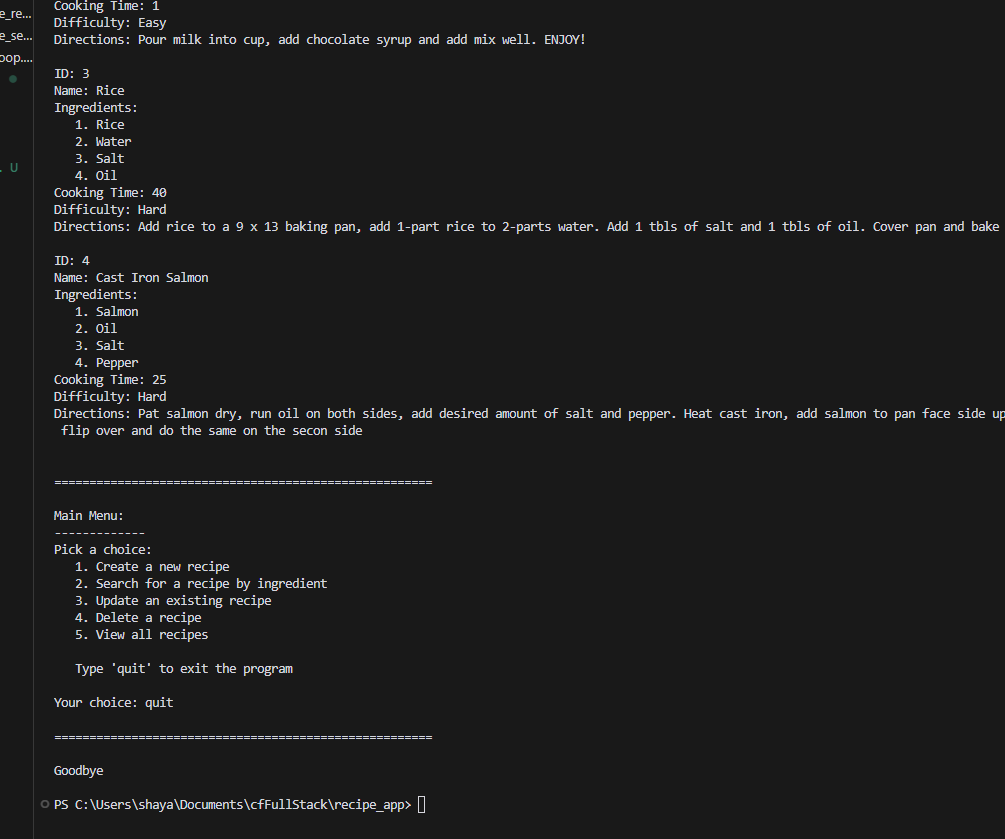 Cooking Time: 1
Difficulty: Easy
Directions: Pour milk into cup, add chocolate syrup and add mix well. ENJOY!
e_re...
e_se...
oop....
ID: 3
Name: Rice
Ingredients:
1. Rice
2. Water
3. Salt
4. Oil
. U
Cooking Time: 40
Difficulty: Hard
Directions: Add rice to a 9 x 13 baking pan, add 1-part rice to 2-parts water. Add 1 tbls of salt and 1 tbls of oil. Cover pan and bake
ID: 4
Name: Cast Iron Salmon
Ingredients:
1. Salmon
2. Oil
3. Salt
4. Pepper
Cooking Time: 25
Difficulty: Hard
Directions: Pat salmon dry, run oil on both sides, add desired amount of salt and pepper. Heat cast iron, add salmon to pan face side up
flip over and do the same on the secon side
======================================================
Main Menu:
-------------
Pick a choice:
1. Create a new recipe
2. Search for a recipe by ingredient
3. Update an existing recipe
4. Delete a recipe
5. View all recipes
Type 'quit' to exit the program
Your choice: quit
======================================================
Goodbye
PS C:\Users\shaya\Documents\cfFullStack\recipe_app>